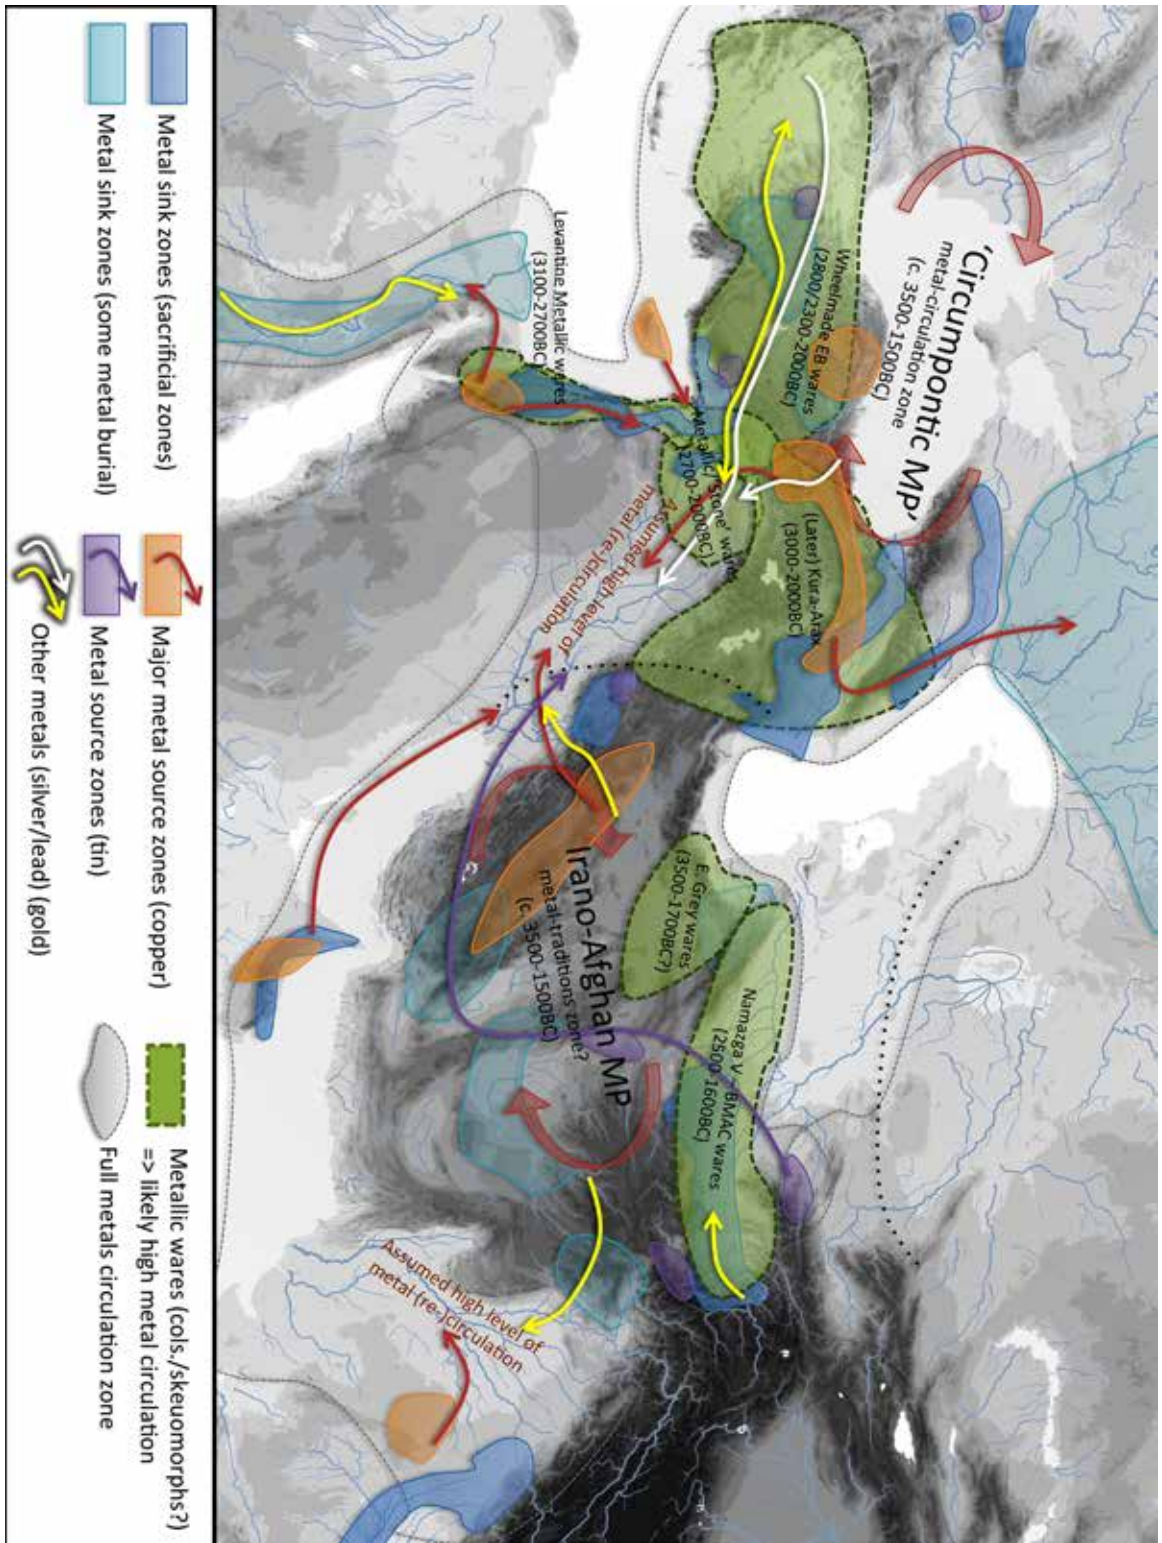 'Circumpontic MP'
metal-circulation zone
(c. 3500-1500BC)
Wheelmade EB wares
(2800/2300-2000BC)
(Later) Kura-Arax
(3000-2000BC)
Metallic/'Stone' wares
(2700-2000BC)
Levantine Metallic wares
(3100-2700BC)
Assumed high level of
metal (re-)circulation
E. Grey wares
(3500-1700BC?)
Namazga V - BMAC wares
(2500-1600BC)
Irano-Afghan MP
metal-traditions zone?
(c. 3500-1500BC)
Assumed high level of
metal (re-)circulation
Metal sink zones (sacrificial zones)
Metal sink zones (some metal burial)
Major metal source zones (copper)
Metal source zones (tin)
Other metals (silver/lead) (gold)
Metallic wares (cols./skeuomorphs?)
=> likely high metal circulation
Full metals circulation zone